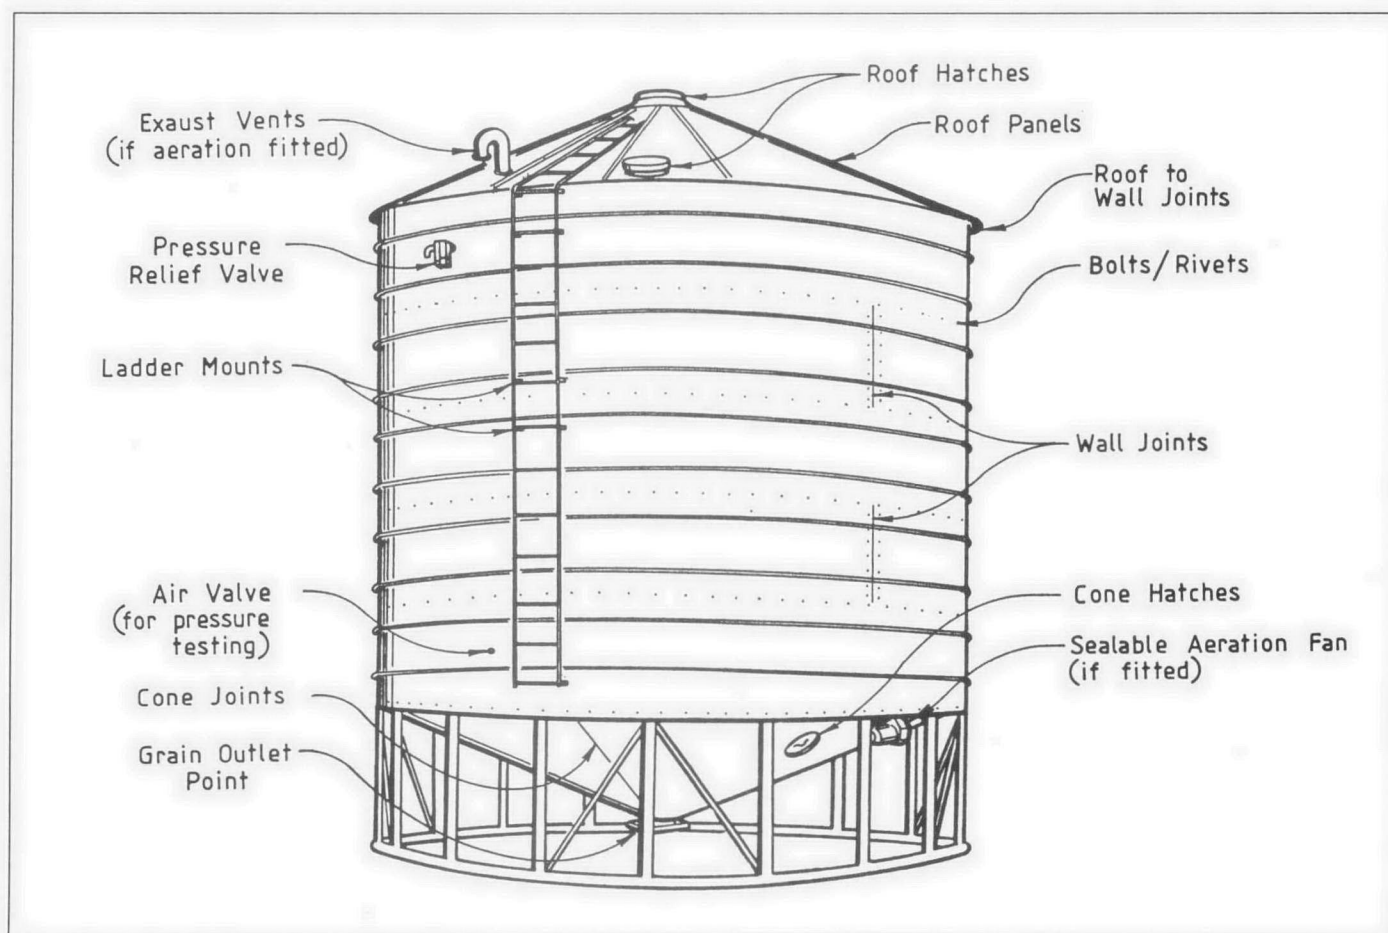 Roof Hatches
Exaust Vents
(if aeration fitted)
Roof Panels
Roof to
Wall Joints
Pressure
Relief Valve
Bolts/Rivets
Ladder Mounts
Wall Joints
Air Valve
(for pressure
testing)
Cone Hatches
Sealable Aeration Fan
(if fitted)
Cone Joints
Grain Outlet
Point